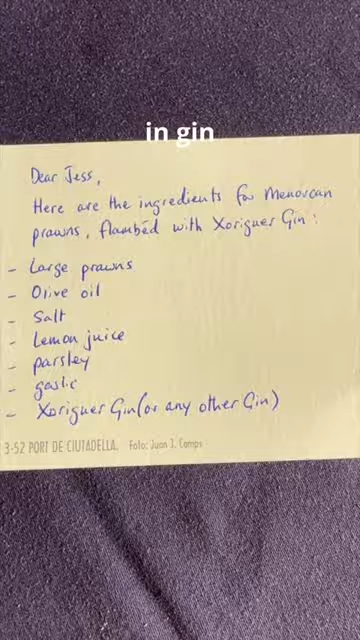 in gin
Dear Jess,
Here are the ingredients for Menorcan
prawns, flambéd with Xoriguer Gin:
- Large prawns
- Olive oil
- Salt
- Lemon juice
- parsley
- garlic
- Xoriguer Gin (or any other Gin)
3-52 PORT DE CIUTADELLA. Foto: Juan J. Camps